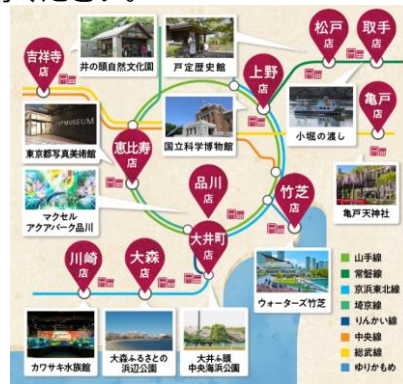 ください。
吉祥寺
店
井の頭自然文化園
戸定歴史館
松戸
店
取手
店
上野
店
亀戸
店
小堀の渡し
東京都写真美術館
恵比寿
店
国立科学博物館
品川
店
竹芝
店
亀戸天神社
マクセル
アクアパーク品川
大井町
店
川崎
店
大森
店
ウォーターズ竹芝
カワサキ水族館
大森ふるさとの
浜辺公園
大井ふ頭
中央海浜公園
山手線
常磐線
京浜東北線
埼京線
りんかい線
中央線
総武線
ゆりかもめ